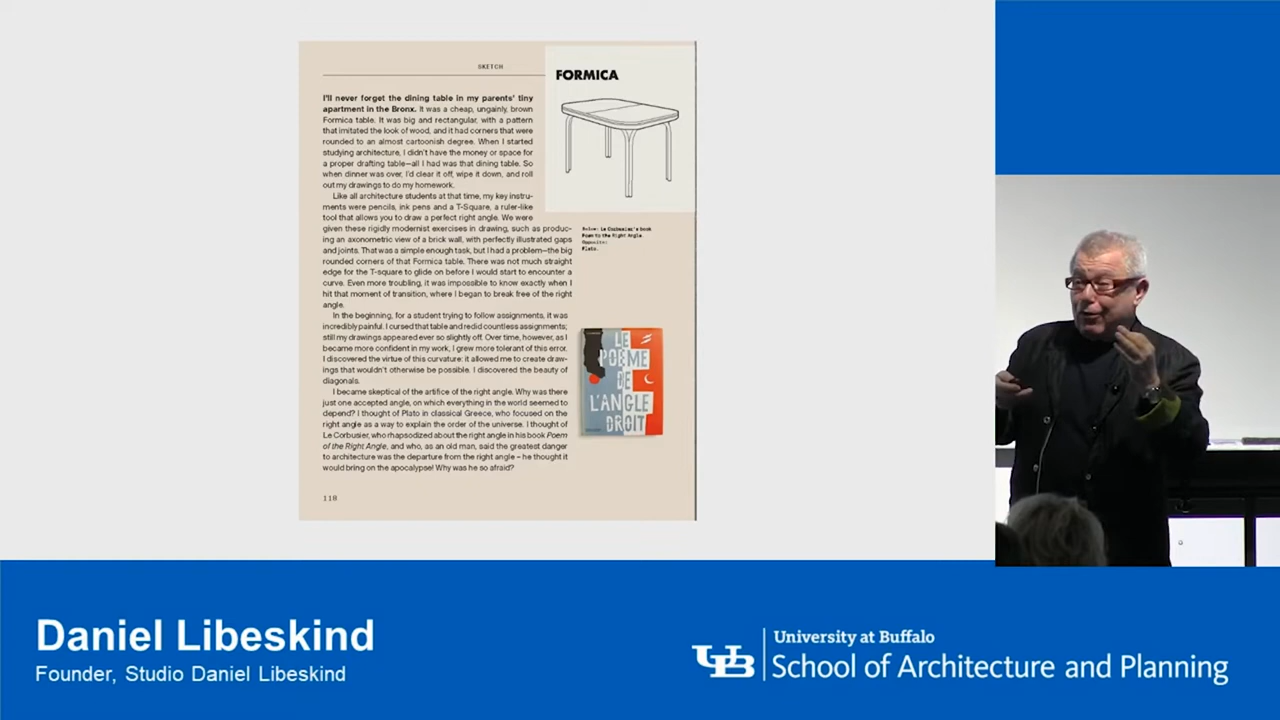 SKETCH
FORMICA
I'll never forget the dining table in my parents' tiny
apartment in the Bronx. It was a cheap, ungainly, brown
Formica table. It was big and rectangular, with a pattern
that imitated the look of wood, and it had corners that were
rounded to an almost cartoonish degree. When I started
studying architecture, I didn't have the money or space for
a proper drafting table—all I had was that dining table. So
when dinner was over, I'd clear it off, wipe it down, and roll
out my drawings to do my homework.
Like all architecture students at that time, my key instru-
ments were pencils, ink pens and a T-Square, a ruler-like
tool that allows you to draw a perfect right angle. We were
given these rigidly modernist exercises in drawing, such as produc-
ing an axonometric view of a brick wall, with perfectly illustrated gaps
and joints. That was a simple enough task, but I had a problem—the big
rounded corners of that Formica table. There was not much straight
edge for the T-square to glide on before I would start to encounter a
curve. Even more troubling, it was impossible to know exactly when I
hit that moment of transition, where I began to break free of the right
angle.
In the beginning, for a student trying to follow assignments, it was
incredibly painful. I cursed that table and redid countless assignments;
still my drawings appeared ever so slightly off. Over time, however, as I
became more confident in my work, I grew more tolerant of this error.
I discovered the virtue of this curvature: it allowed me to create draw-
ings that wouldn't otherwise be possible. I discovered the beauty of
diagonals.
I became skeptical of the artifice of the right angle. Why was there
just one accepted angle, on which everything in the world seemed to
depend? I thought of Plato in classical Greece, who focused on the
right angle as a way to explain the order of the universe. I thought of
Le Corbusier, who rhapsodized about the right angle in his book Poem
of the Right Angle, and who, as an old man, said the greatest danger
to architecture was the departure from the right angle – he thought it
would bring on the apocalypse! Why was he so afraid?
118
Below: Le Corbusier's book
Poem to the Right Angle
Opposite:
Plato.
LE
POÈME
DE
L'ANGLE
DROIT
Daniel Libeskind
Founder, Studio Daniel Libeskind
UB
University at Buffalo
School of Architecture and Planning